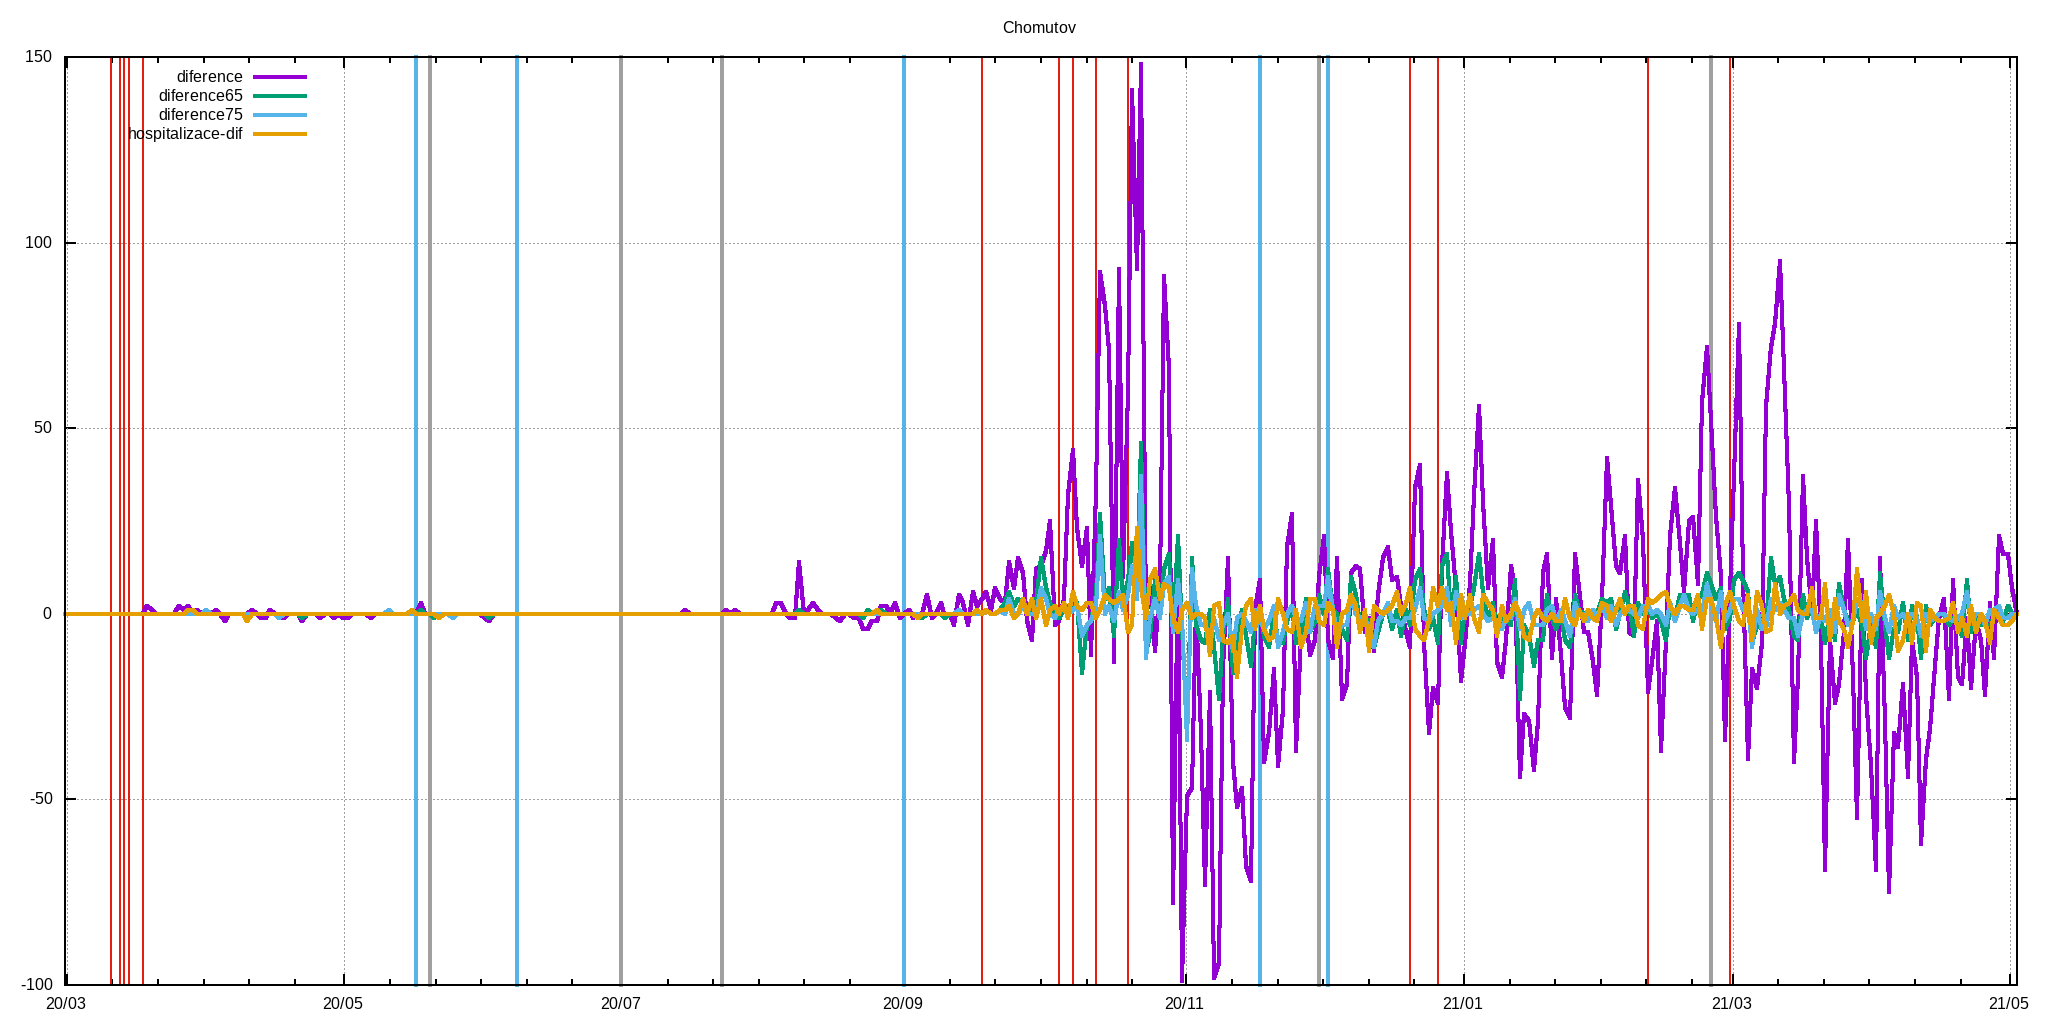 Chomutov
150
diference
diference65
diference75
hospitalizace-dif
100
50
0
-50
-100
20/03 20/05 20/07 20/09 20/11 21/01 21/03 21/05